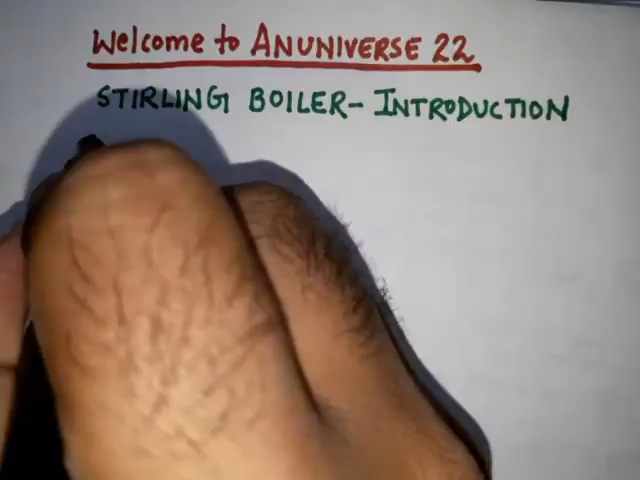 Welcome to ANUNIVERSE 22
STIRLING BOILER- INTRODUCTION